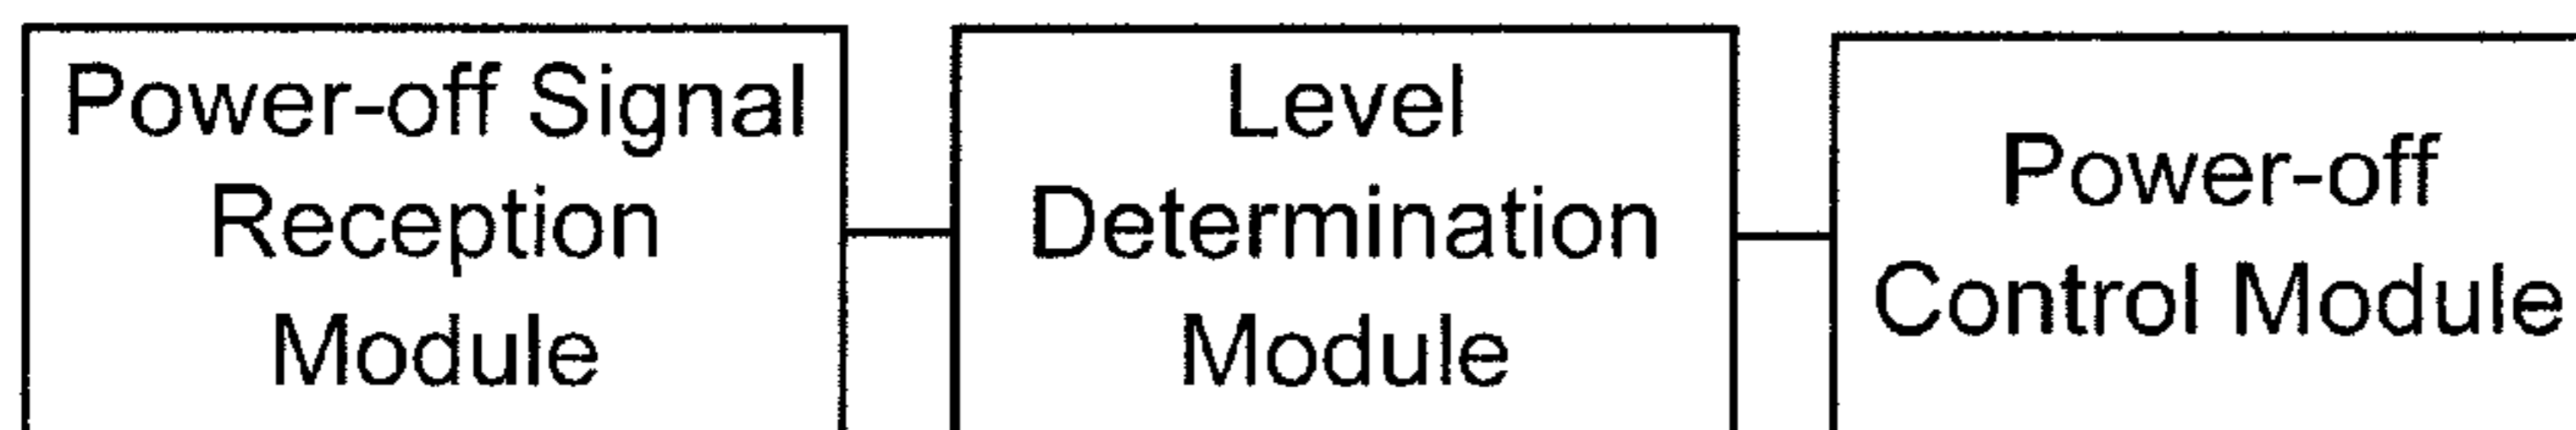 Power-off Signal
Reception
Module
Level
Determination
Module
Power-off
Control Module